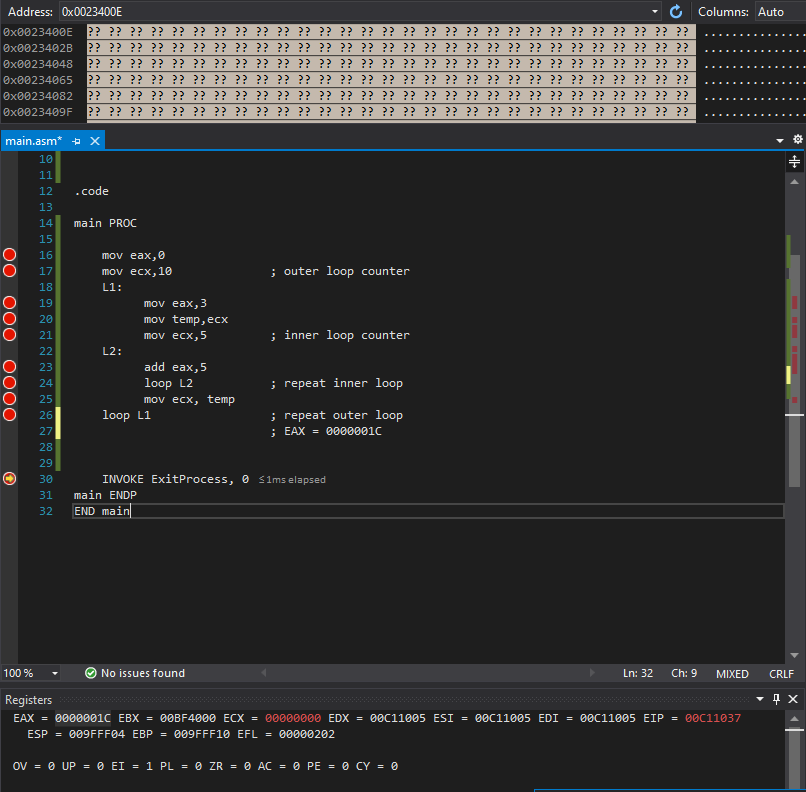 Address: 0x0023400E Columns: Auto
0x0023400E ?? ?? ?? ?? ?? ?? ?? ?? ?? ?? ?? ?? ?? ?? ?? ?? ?? ?? ?? ?? ?? ?? ?? ?? ?? ?? ?? ?? ?? ...............
0x0023402B ?? ?? ?? ?? ?? ?? ?? ?? ?? ?? ?? ?? ?? ?? ?? ?? ?? ?? ?? ?? ?? ?? ?? ?? ?? ?? ?? ?? ?? ...............
0x00234048 ?? ?? ?? ?? ?? ?? ?? ?? ?? ?? ?? ?? ?? ?? ?? ?? ?? ?? ?? ?? ?? ?? ?? ?? ?? ?? ?? ?? ?? ...............
0x00234065 ?? ?? ?? ?? ?? ?? ?? ?? ?? ?? ?? ?? ?? ?? ?? ?? ?? ?? ?? ?? ?? ?? ?? ?? ?? ?? ?? ?? ?? ...............
0x00234082 ?? ?? ?? ?? ?? ?? ?? ?? ?? ?? ?? ?? ?? ?? ?? ?? ?? ?? ?? ?? ?? ?? ?? ?? ?? ?? ?? ?? ?? ...............
0x0023409F ?? ?? ?? ?? ?? ?? ?? ?? ?? ?? ?? ?? ?? ?? ?? ?? ?? ?? ?? ?? ?? ?? ?? ?? ?? ?? ?? ?? ?? ...............
main.asm*
10
11
12 .code
13
14 main PROC
15
16 mov eax,0
17 mov ecx,10 ; outer loop counter
18 L1:
19 mov eax,3
20 mov temp,ecx
21 mov ecx,5 ; inner loop counter
22 L2:
23 add eax,5
24 loop L2 ; repeat inner loop
25 mov ecx, temp
26 loop L1 ; repeat outer loop
27 ; EAX = 0000001C
28
29
30 INVOKE ExitProcess, 0 ≤1ms elapsed
31 main ENDP
32 END main
100 % No issues found Ln: 32 Ch: 9 MIXED CRLF
Registers
EAX = 0000001C EBX = 00BF4000 ECX = 00000000 EDX = 00C11005 ESI = 00C11005 EDI = 00C11005 EIP = 00C11037
ESP = 009FFF04 EBP = 009FFF10 EFL = 00000202
OV = 0 UP = 0 EI = 1 PL = 0 ZR = 0 AC = 0 PE = 0 CY = 0